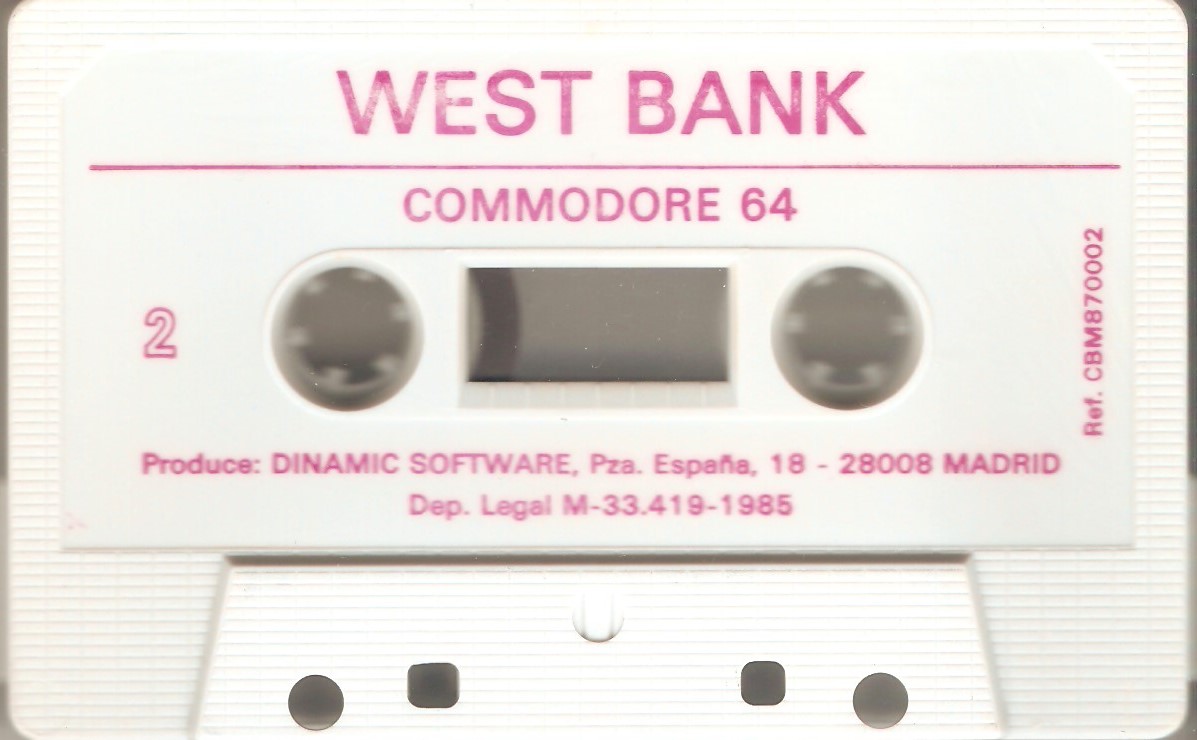 WEST BANK
COMMODORE 64
2
Ref. CBM870002
Produce: DINAMIC SOFTWARE, Pza. España, 18 - 28008 MADRID
Dep. Legal M-33.419-1985